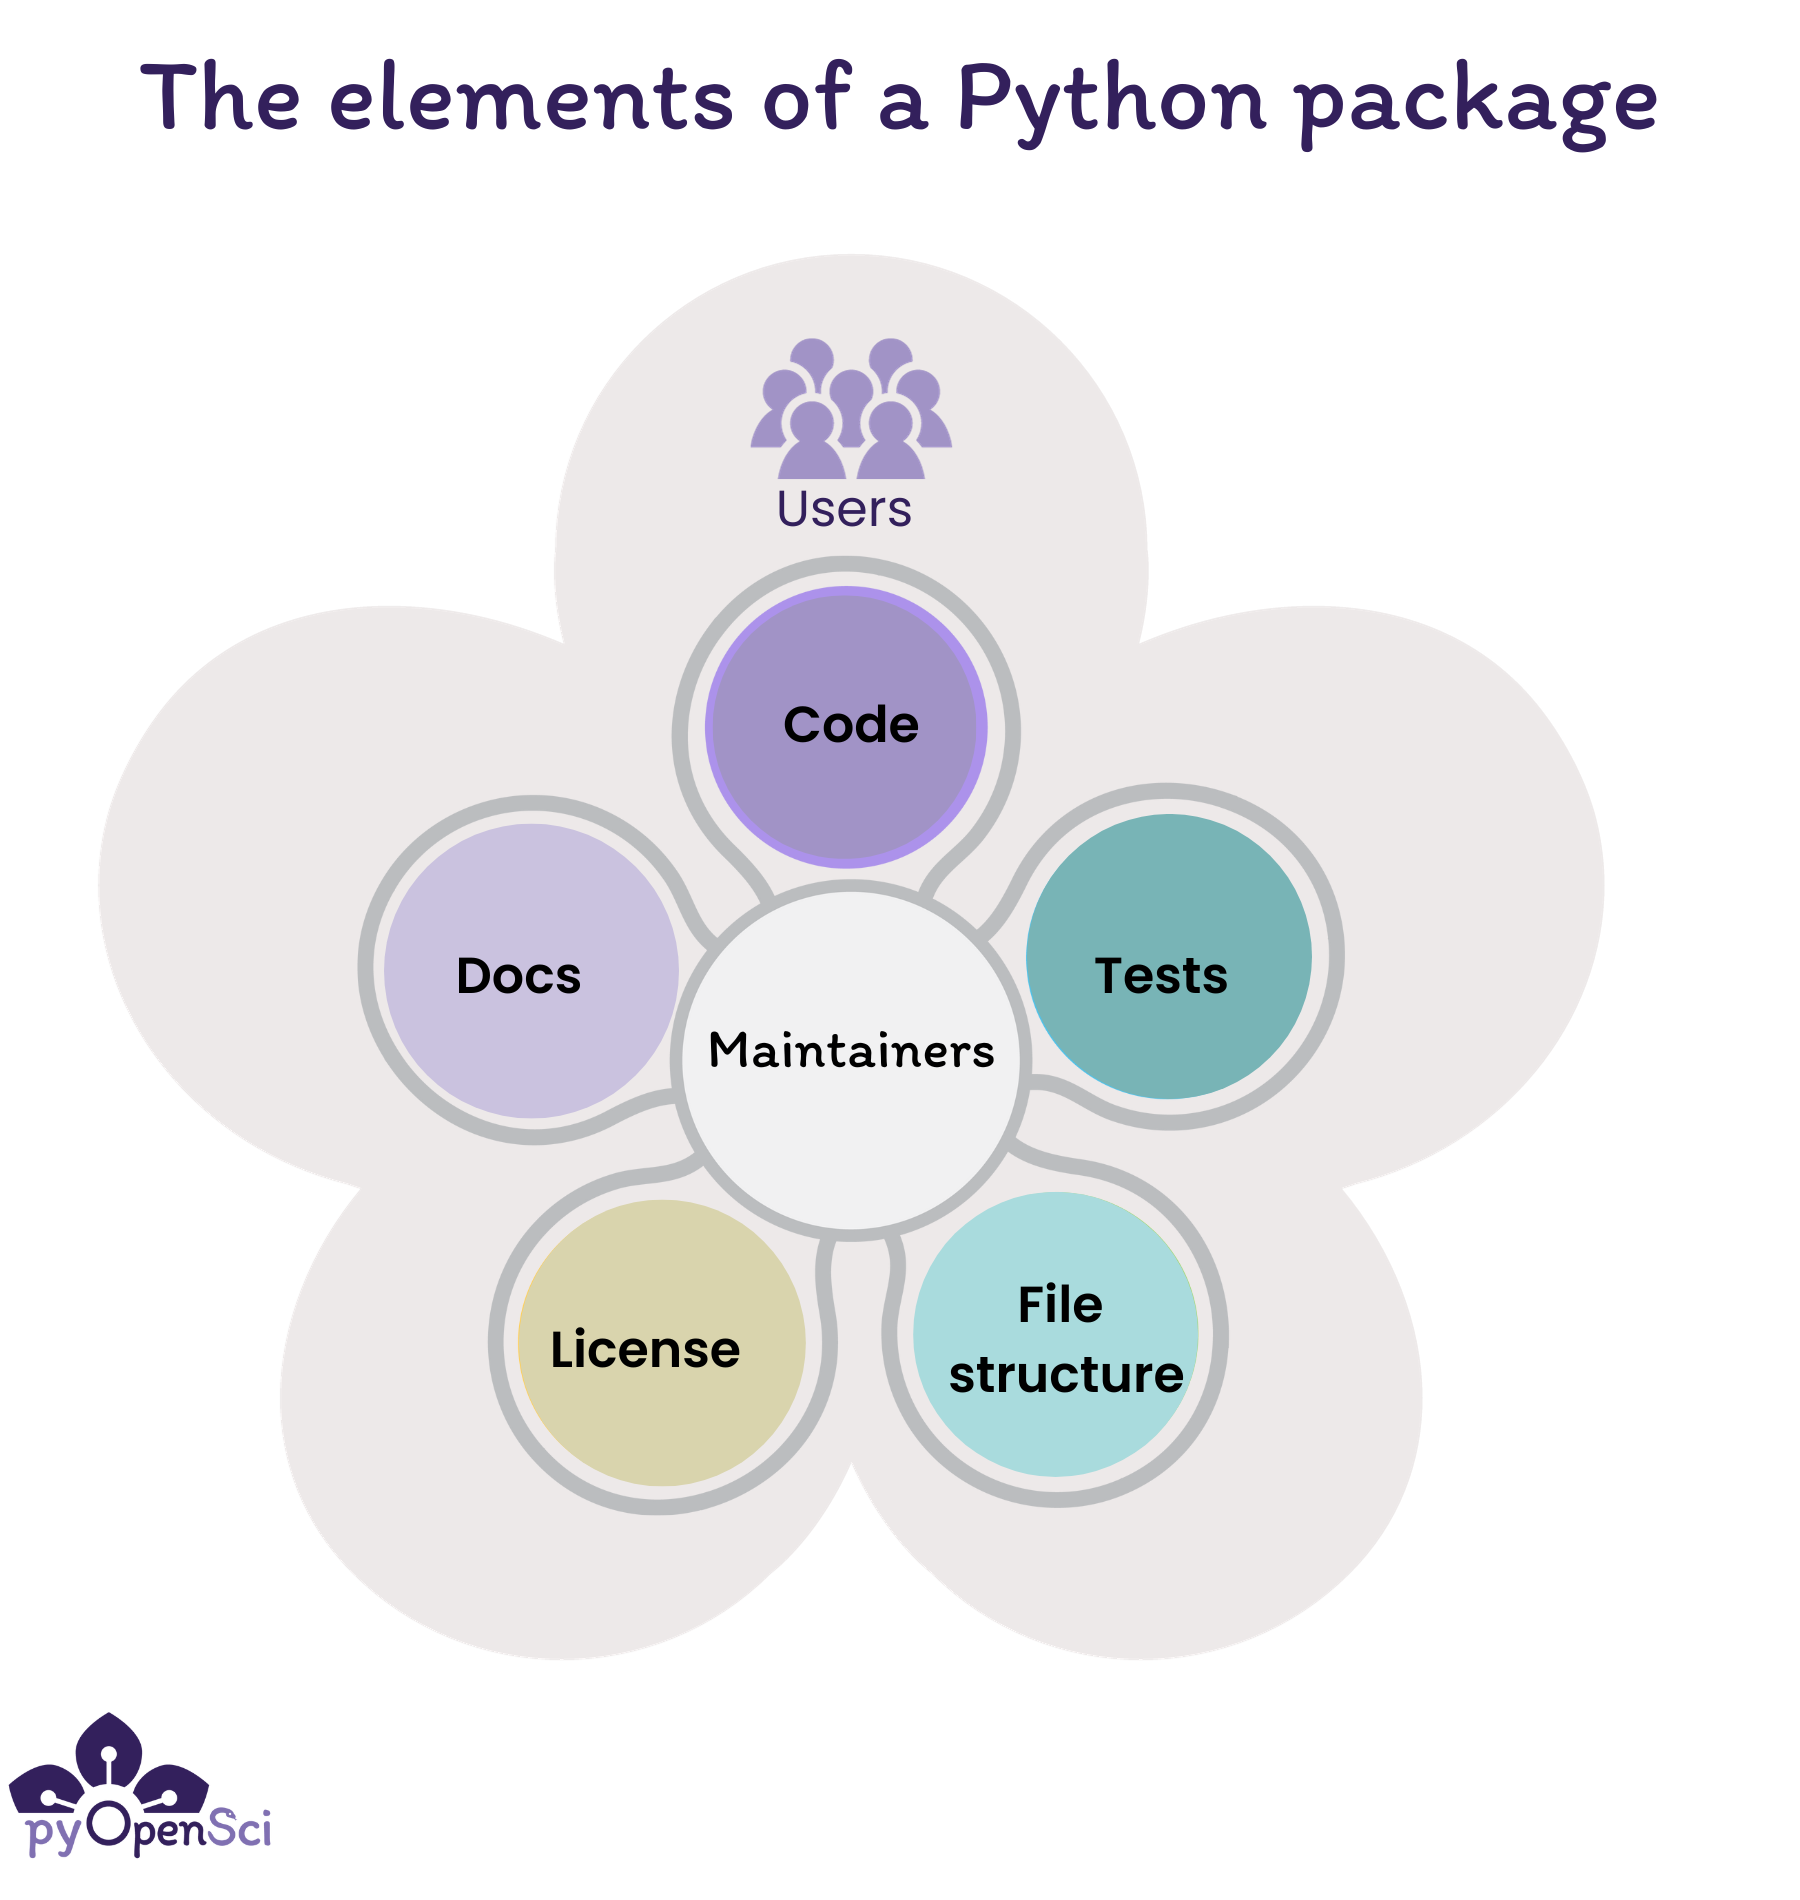 The elements of a Python package
Users
Code
Docs
Tests
Maintainers
License
File
structure
pyOpenSci